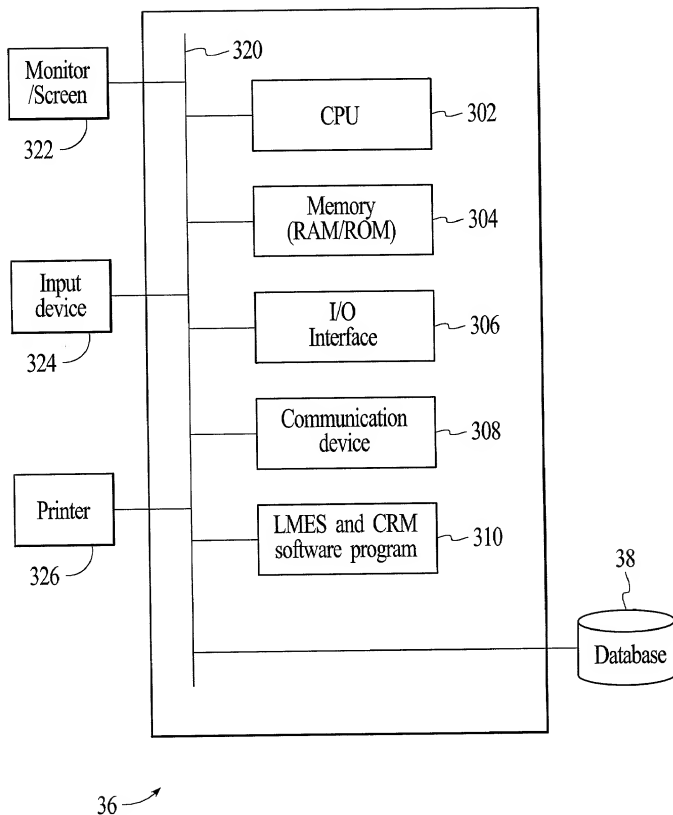 320
Monitor
/Screen
322
CPU
302
Memory
(RAM/ROM)
304
Input
device
324
I/O
Interface
306
Communication
device
308
Printer
326
LMES and CRM
software program
310
38
Database
36